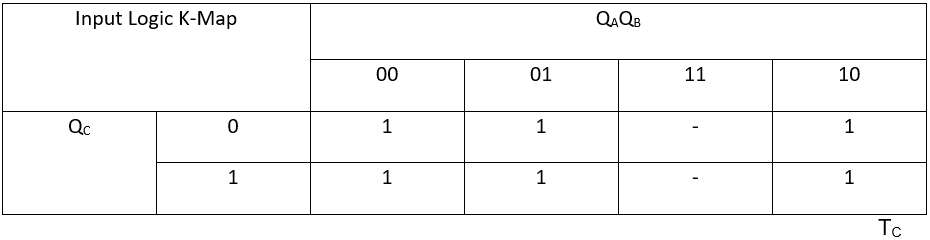 Input Logic K-Map QAQB
00 01 11 10
QC 0 1 1 - 1
1 1 1 - 1
TC